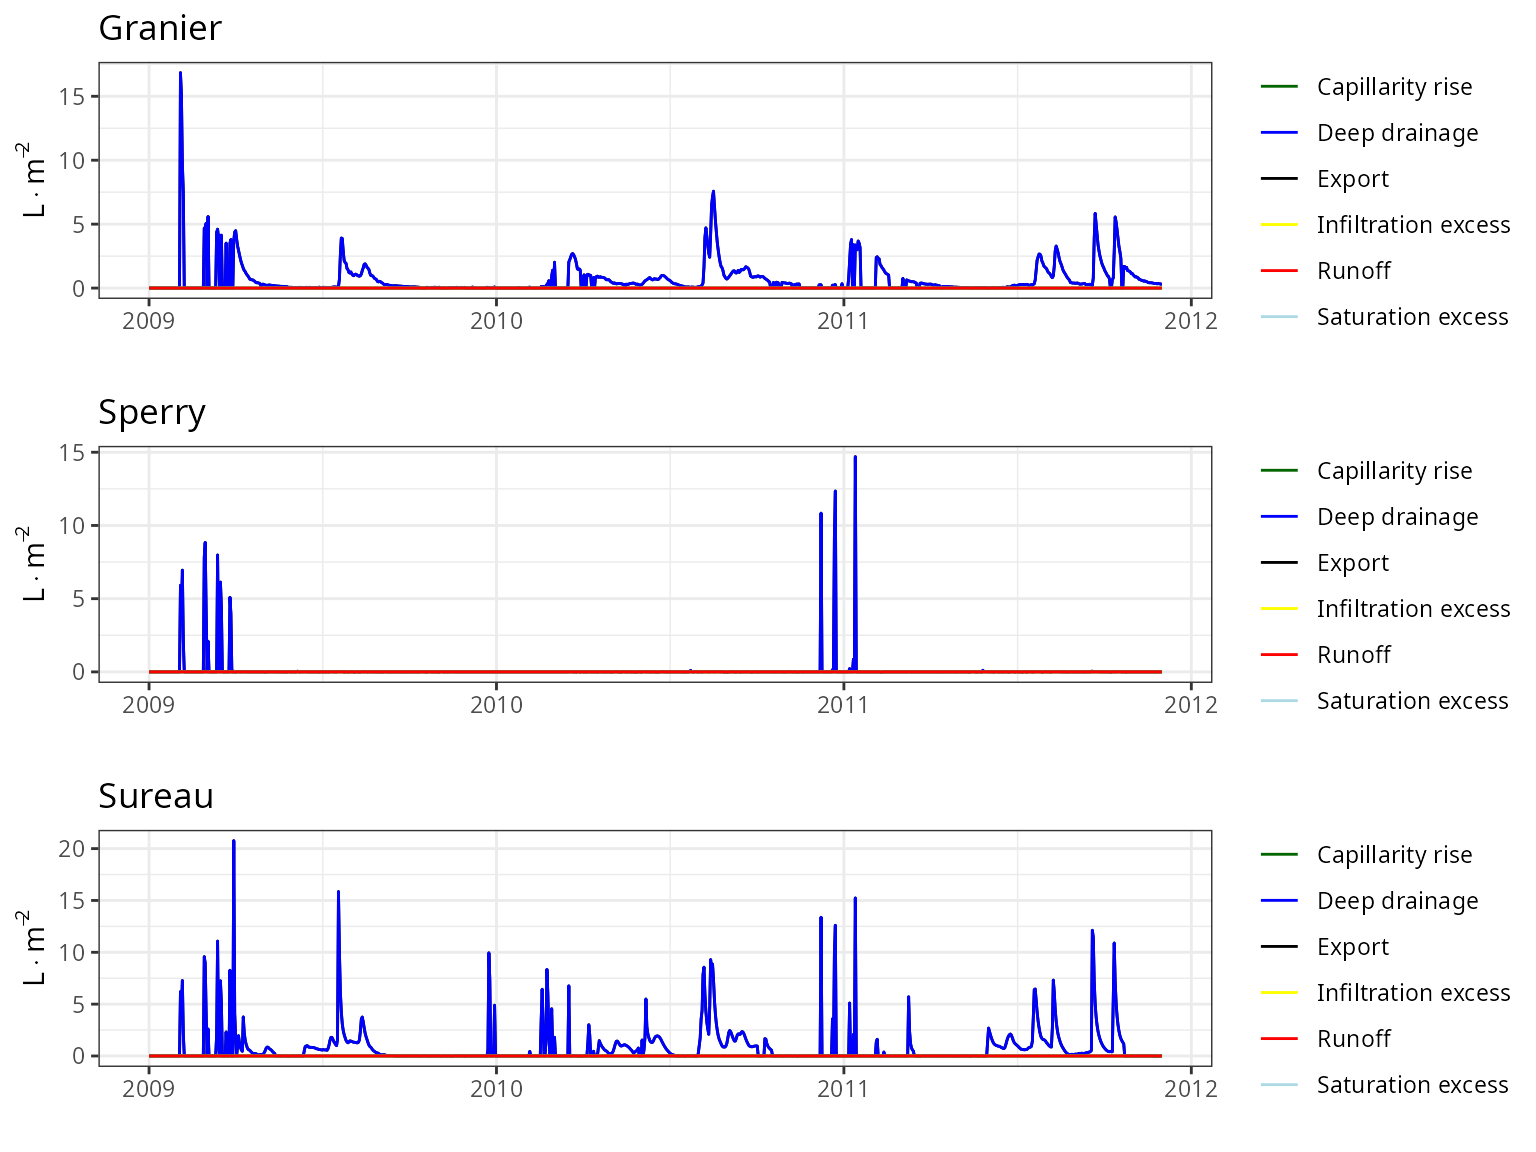 Granier
15
10
5
0
L · m⁻²
2009 2010 2011 2012
Capillarity rise
Deep drainage
Export
Infiltration excess
Runoff
Saturation excess
Sperry
15
10
5
0
L · m⁻²
2009 2010 2011 2012
Capillarity rise
Deep drainage
Export
Infiltration excess
Runoff
Saturation excess
Sureau
20
15
10
5
0
L · m⁻²
2009 2010 2011 2012
Capillarity rise
Deep drainage
Export
Infiltration excess
Runoff
Saturation excess